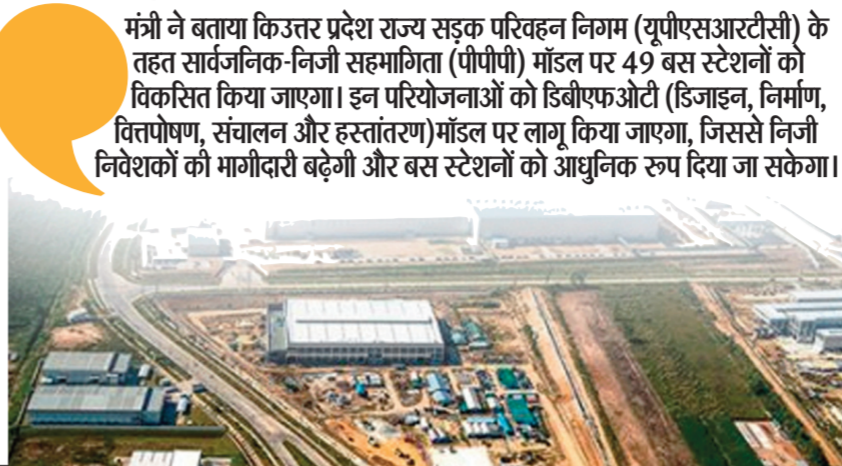 मंत्री ने बताया किउत्तर प्रदेश राज्य सड़क परिवहन निगम (यूपीएसआरटीसी) के
तहत सार्वजनिक-निजी सहभागिता (पीपीपी) मॉडल पर 49 बस स्टेशनों को
विकसित किया जाएगा। इन परियोजनाओं को डिबीएफओटी (डिजाइन, निर्माण,
वित्तपोषण, संचालन और हस्तांतरण)मॉडल पर लागू किया जाएगा, जिससे निजी
निवेशकों की भागीदारी बढ़ेगी और बस स्टेशनों को आधुनिक रूप दिया जा सकेगा।